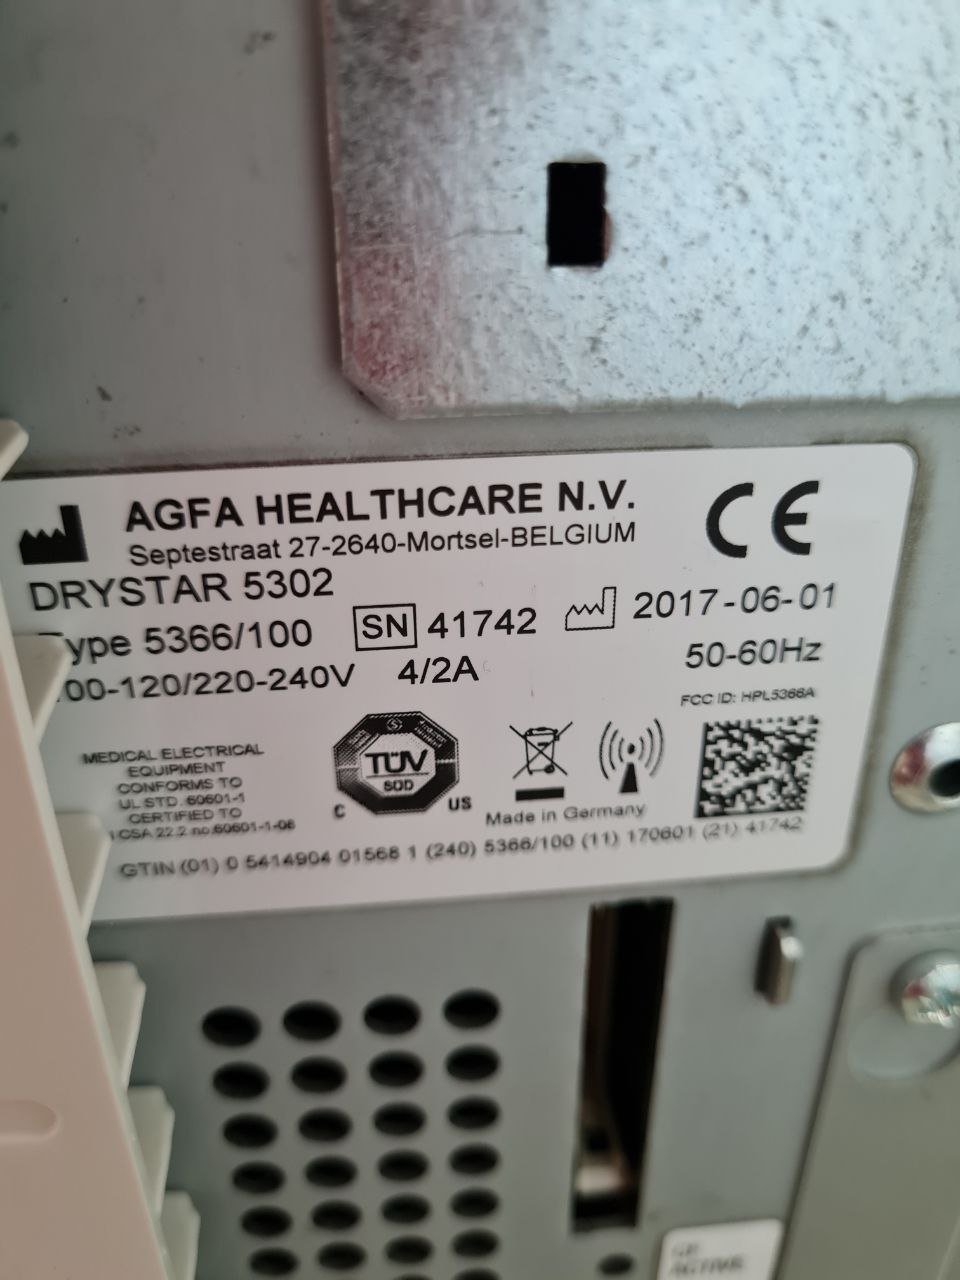 AGFA HEALTHCARE N.V.
Septestraat 27-2640-Mortsel-BELGIUM
CE
DRYSTAR 5302
Type 5366/100 SN 41742 2017-06-01
00-120/220-240V 4/2A 50-60Hz
FCC ID: HPL5366A
MEDICAL ELECTRICAL
EQUIPMENT
CONFORMS TO
UL STD. 60601-1
CERTIFIED TO
CSA 22.2 no.60601-1-08
TÜV
SÜD
C US
Made in Germany
GTIN (01) 0 5414904 01568 1 (240) 5366/100 (11) 170601 (21) 41742
ACTIVE